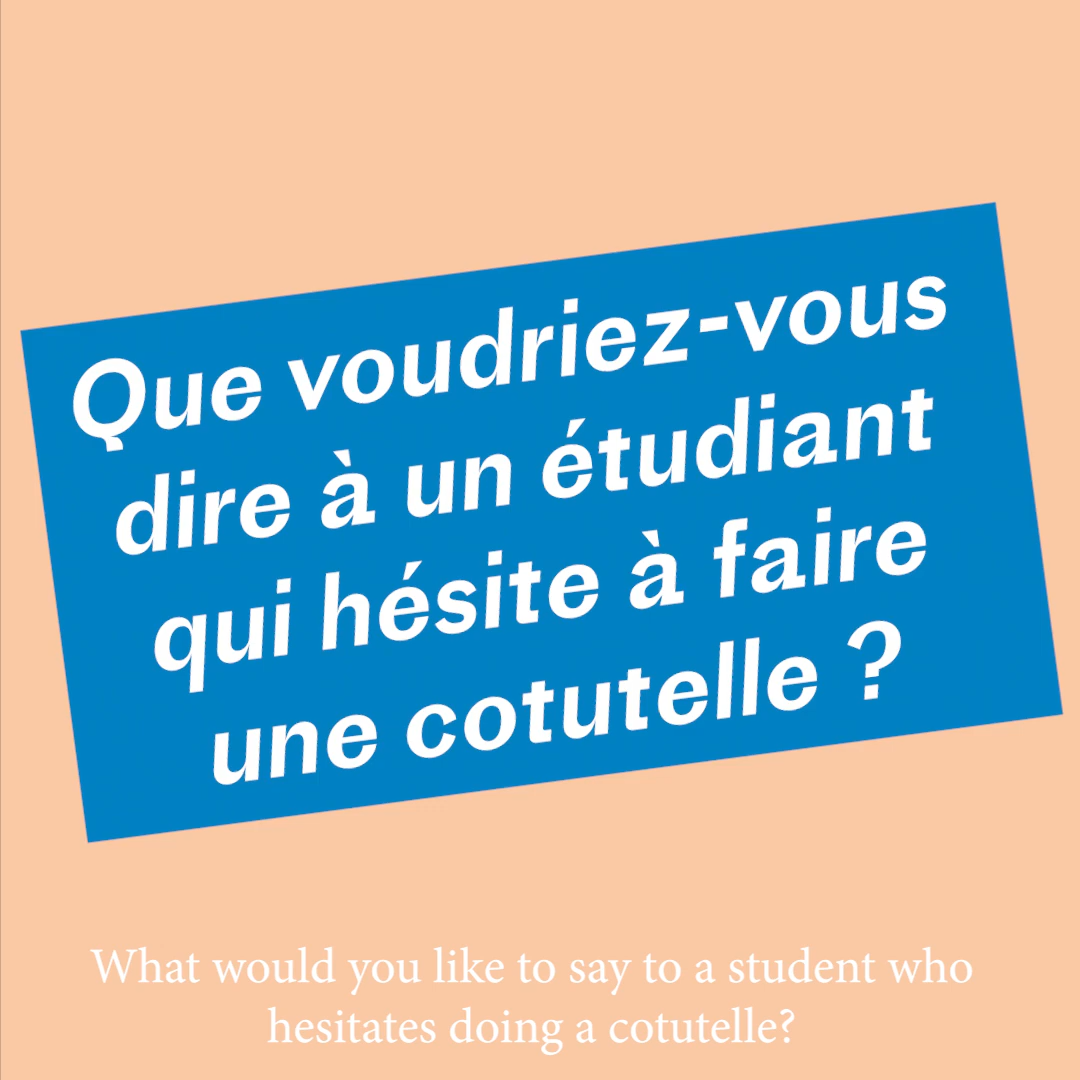 Que voudriez-vous
dire à un étudiant
qui hésite à faire
une cotutelle ?
What would you like to say to a student who
hesitates doing a cotutelle?